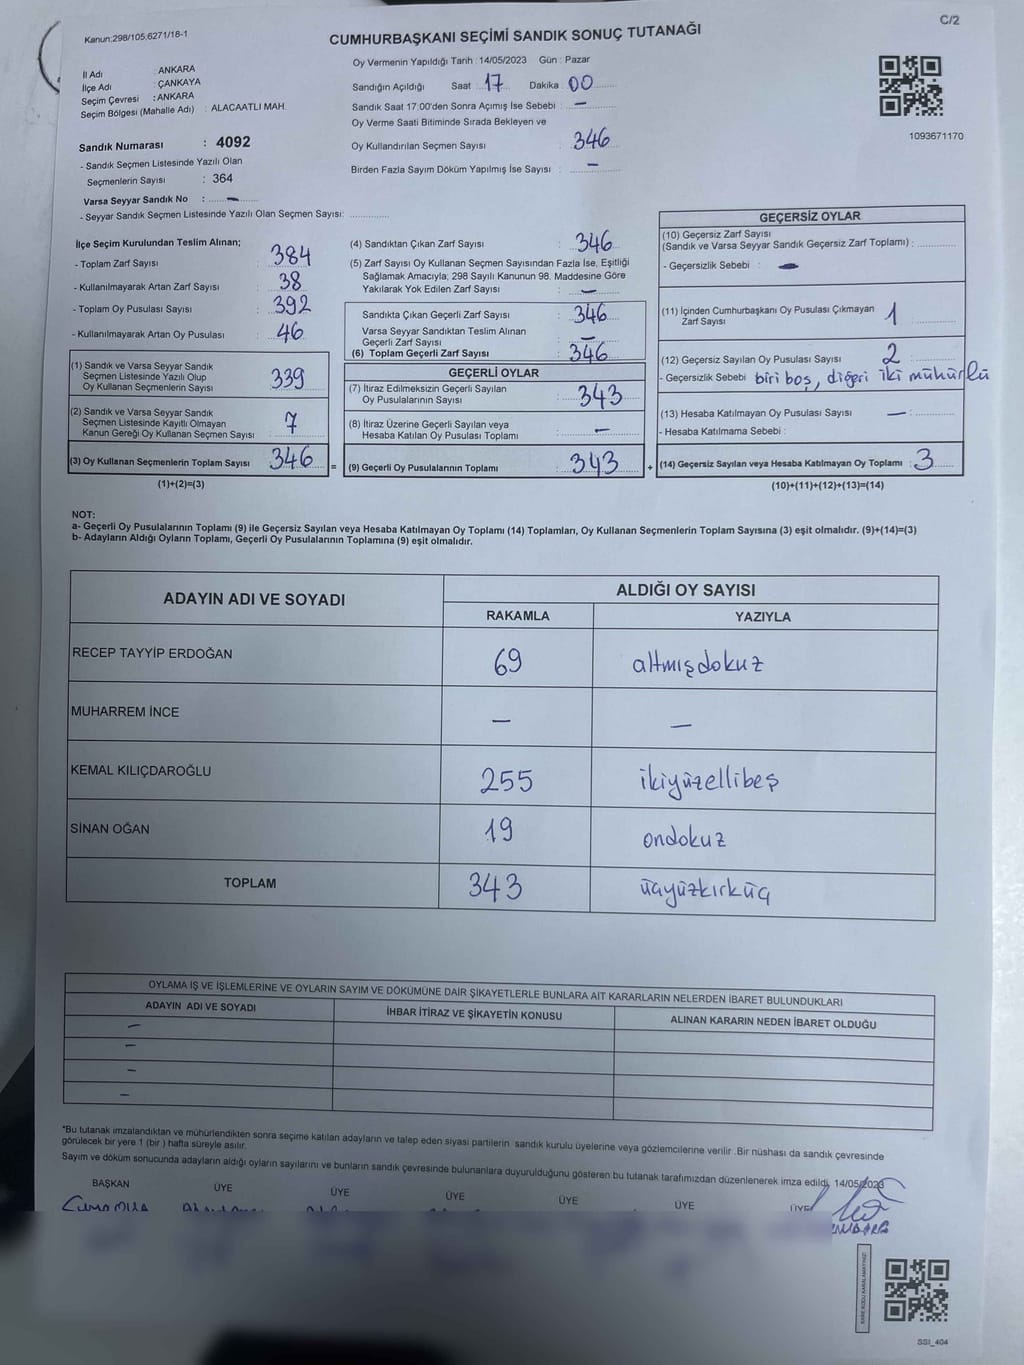 C/2
Kanun:298/105;6271/18-1
CUMHURBAŞKANI SEÇİMİ SANDIK SONUÇ TUTANAĞI
İl Adı : ANKARA
İlçe Adı : ÇANKAYA
Seçim Çevresi : ANKARA
Seçim Bölgesi (Mahalle Adı) : ALACAATLI MAH.
Sandık Numarası : 4092
- Sandık Seçmen Listesinde Yazılı Olan
Seçmenlerin Sayısı : 364
Varsa Seyyar Sandık No : —
- Seyyar Sandık Seçmen Listesinde Yazılı Olan Seçmen Sayısı:
Oy Vermenin Yapıldığı Tarih : 14/05/2023 Gün : Pazar
Sandığın Açıldığı Saat 17 Dakika 00
Sandık Saat 17:00'den Sonra Açımış İse Sebebi : —
Oy Verme Saati Bitiminde Sırada Bekleyen ve
Oy Kullandırılan Seçmen Sayısı : 346
Birden Fazla Sayım Döküm Yapılmış İse Sayısı : —
1093671170
İlçe Seçim Kurulundan Teslim Alınan;
- Toplam Zarf Sayısı : 384
- Kullanılmayarak Artan Zarf Sayısı : 38
- Toplam Oy Pusulası Sayısı : 392
- Kullanılmayarak Artan Oy Pusulası : 46
(1) Sandık ve Varsa Seyyar Sandık
Seçmen Listesinde Yazılı Olup
Oy Kullanan Seçmenlerin Sayısı : 339
(2) Sandık ve Varsa Seyyar Sandık
Seçmen Listesinde Kayıtlı Olmayan
Kanun Gereği Oy Kullanan Seçmen Sayısı : 7
(3) Oy Kullanan Seçmenlerin Toplam Sayısı : 346 =
(1)+(2)=(3)
(4) Sandıktan Çıkan Zarf Sayısı : 346
(5) Zarf Sayısı Oy Kullanan Seçmen Sayısından Fazla İse, Eşitliği
Sağlamak Amacıyla; 298 Sayılı Kanunun 98. Maddesine Göre
Yakılarak Yok Edilen Zarf Sayısı : —
Sandıkta Çıkan Geçerli Zarf Sayısı : 346
Varsa Seyyar Sandıktan Teslim Alınan
Geçerli Zarf Sayısı : —
(6) Toplam Geçerli Zarf Sayısı : 346
GEÇERLİ OYLAR
(7) İtiraz Edilmeksizin Geçerli Sayılan
Oy Pusulalarının Sayısı : 343
(8) İtiraz Üzerine Geçerli Sayılan veya
Hesaba Katılan Oy Pusulası Toplamı : —
(9) Geçerli Oy Pusulalarının Toplamı : 343 +
GEÇERSİZ OYLAR
(10) Geçersiz Zarf Sayısı
(Sandık ve Varsa Seyyar Sandık Geçersiz Zarf Toplamı) :
- Geçersizlik Sebebi : —
(11) İçinden Cumhurbaşkanı Oy Pusulası Çıkmayan
Zarf Sayısı : 1
(12) Geçersiz Sayılan Oy Pusulası Sayısı : 2
- Geçersizlik Sebebi biri boş, diğeri iki mühürlü
(13) Hesaba Katılmayan Oy Pusulası Sayısı : —
- Hesaba Katılmama Sebebi :
(14) Geçersiz Sayılan veya Hesaba Katılmayan Oy Toplamı : 3
(10)+(11)+(12)+(13)=(14)
NOT:
a- Geçerli Oy Pusulalarının Toplamı (9) ile Geçersiz Sayılan veya Hesaba Katılmayan Oy Toplamı (14) Toplamları, Oy Kullanan Seçmenlerin Toplam Sayısına (3) eşit olmalıdır. (9)+(14)=(3)
b- Adayların Aldığı Oyların Toplamı, Geçerli Oy Pusulalarının Toplamına (9) eşit olmalıdır.
ADAYIN ADI VE SOYADI
ALDIĞI OY SAYISI
RAKAMLA YAZIYLA
RECEP TAYYİP ERDOĞAN 69 altmışdokuz
MUHARREM İNCE — —
KEMAL KILIÇDAROĞLU 255 ikiyüzellibeş
SİNAN OĞAN 19 ondokuz
TOPLAM 343 üçyüzkırküç
OYLAMA İŞ VE İŞLEMLERİNE VE OYLARIN SAYIM VE DÖKÜMÜNE DAİR ŞİKAYETLERLE BUNLARA AİT KARARLARIN NELERDEN İBARET BULUNDUKLARI
ADAYIN ADI VE SOYADI İHBAR İTİRAZ VE ŞİKAYETİN KONUSU ALINAN KARARIN NEDEN İBARET OLDUĞU
—
—
—
—
*Bu tutanak imzalandıktan ve mühürlendikten sonra seçime katılan adayların ve talep eden siyasi partilerin sandık kurulu üyelerine veya gözlemcilerine verilir .Bir nüshası da sandık çevresinde
görülecek bir yere 1 (bir ) hafta süreyle asılır.
Sayım ve döküm sonucunda adayların aldığı oyların sayılarını ve bunların sandık çevresinde bulunanlara duyurulduğunu gösteren bu tutanak tarafımızdan düzenlenerek imza edildi. 14/05/2023
BAŞKAN ÜYE ÜYE ÜYE ÜYE ÜYE ÜYE
KARE KODU KARALAMAYINIZ!
SSI_404